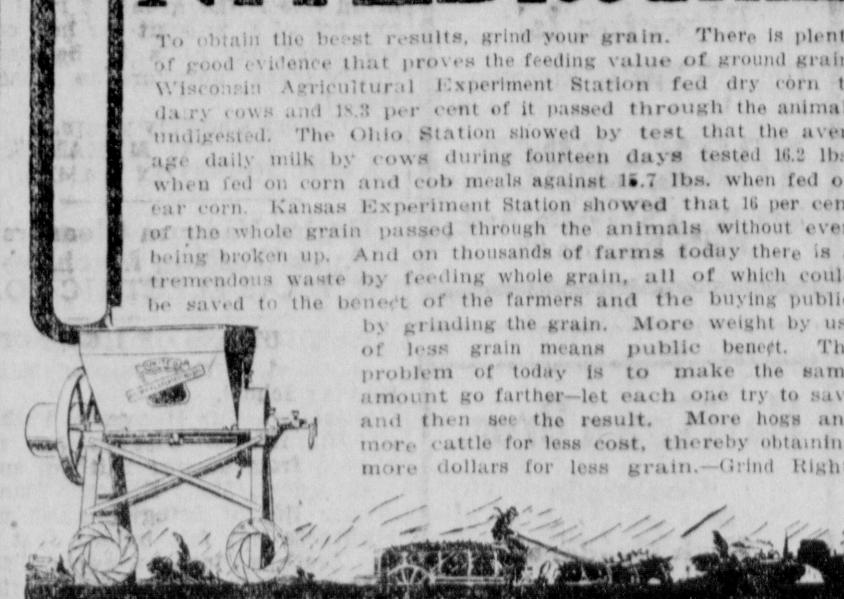 To obtain the beest results, grind your grain. There is plent
of good evidence that proves the feeding value of ground grain
Wisconsin Agricultural Experiment Station fed dry corn t
dairy cows and 18.3 per cent of it passed through the animal
undigested. The Ohio Station showed by test that the aver
age daily milk by cows during fourteen days tested 16.2 lbs
when fed on corn and cob meals against 15.7 lbs. when fed o
ear corn. Kansas Experiment Station showed that 16 per cen
of the whole grain passed through the animals without ever
being broken up. And on thousands of farms today there is
tremendous waste by feeding whole grain, all of which coul
be saved to the benect of the farmers and the buying publi
by grinding the grain. More weight by us
of less grain means public benect. Th
problem of today is to make the sam
amount go farther—let each one try to sav
and then see the result. More hogs an
more cattle for less cost, thereby obtainin
more dollars for less grain.—Grind Righ